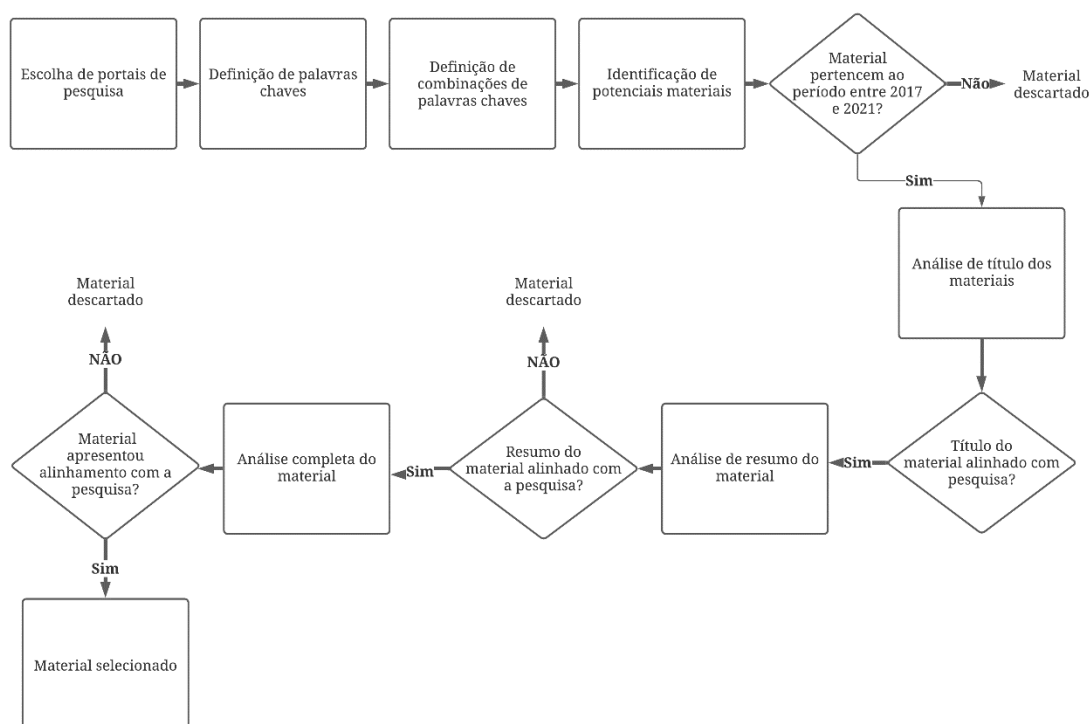 Escolha de portais de
pesquisa
Definição de palavras
chaves
Definição de
combinações de
palavras chaves
Identificação de
potenciais materiais
Material
pertencem ao
período entre 2017
e 2021?
Não
Material
descartado
Sim
Análise de título dos
materiais
Título do
material alinhado com
pesquisa?
Sim
Análise de resumo do
material
Resumo do
material alinhado com
a pesquisa?
NÃO
Material
descartado
Sim
Análise completa do
material
Material
apresentou
alinhamento com a
pesquisa?
NÃO
Material
descartado
Sim
Material selecionado